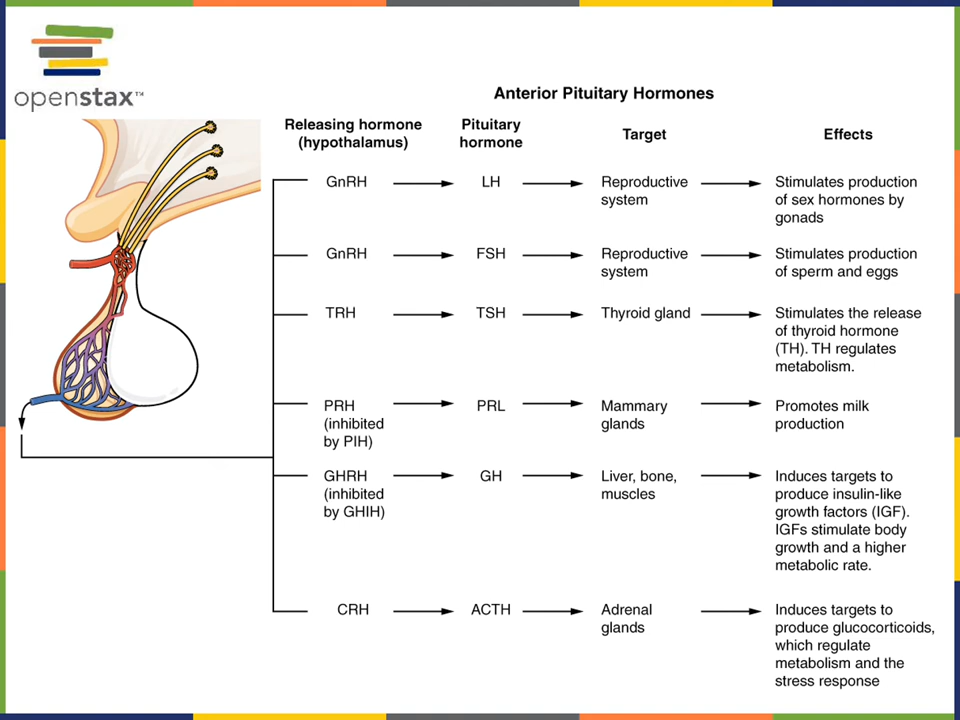 openstax™
Anterior Pituitary Hormones
Releasing hormone
(hypothalamus)
Pituitary
hormone
Target
Effects
GnRH
LH
Reproductive
system
Stimulates production
of sex hormones by
gonads
GnRH
FSH
Reproductive
system
Stimulates production
of sperm and eggs
TRH
TSH
Thyroid gland
Stimulates the release
of thyroid hormone
(TH). TH regulates
metabolism.
PRH
(inhibited
by PIH)
PRL
Mammary
glands
Promotes milk
production
GHRH
(inhibited
by GHIH)
GH
Liver, bone,
muscles
Induces targets to
produce insulin-like
growth factors (IGF).
IGFs stimulate body
growth and a higher
metabolic rate.
CRH
ACTH
Adrenal
glands
Induces targets to
produce glucocorticoids,
which regulate
metabolism and the
stress response